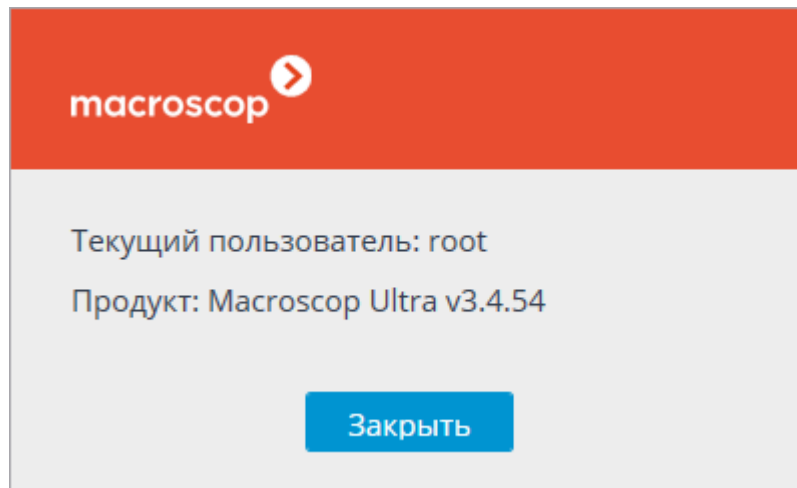 macroscop
Текущий пользователь: root
Продукт: Macroscop Ultra v3.4.54
Закрыть